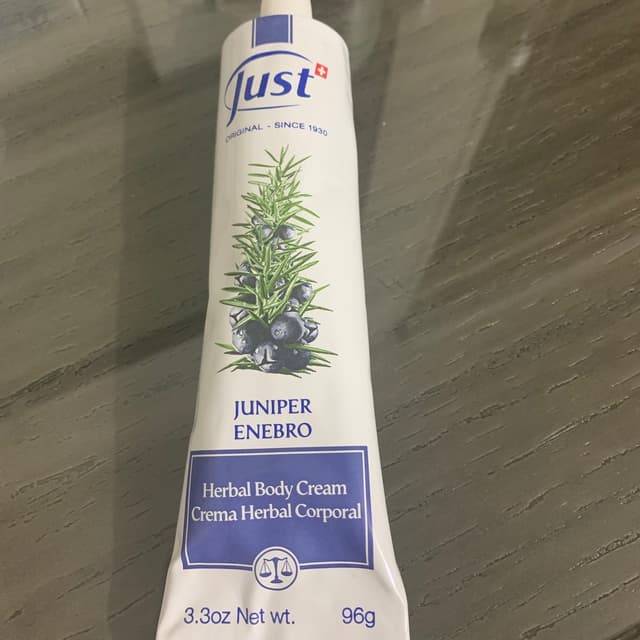 Just
ORIGINAL - SINCE 1930
JUNIPER
ENEBRO
Herbal Body Cream
Crema Herbal Corporal
3.3oz Net wt. 96g